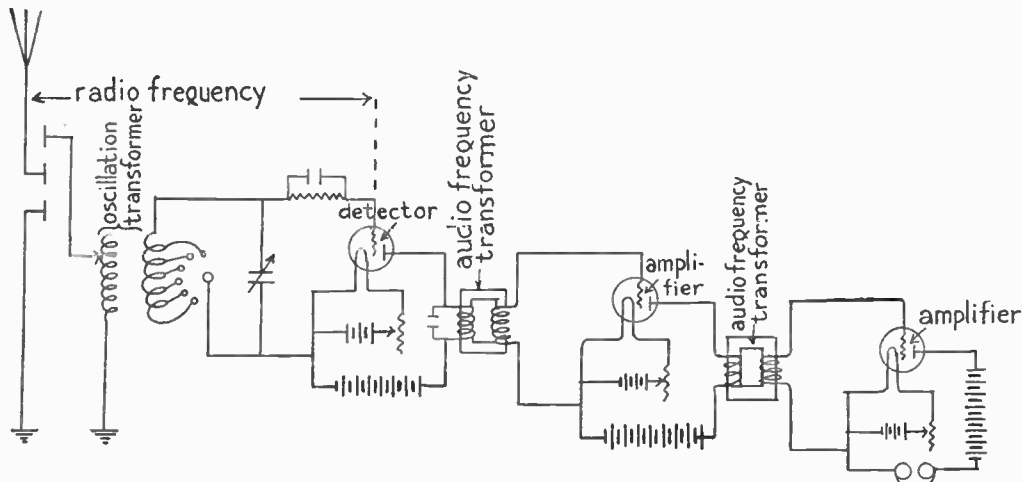 radio frequency
oscillation
transformer
detector
audio frequency
transformer
ampli-
fier
audio frequency
transformer
amplifier